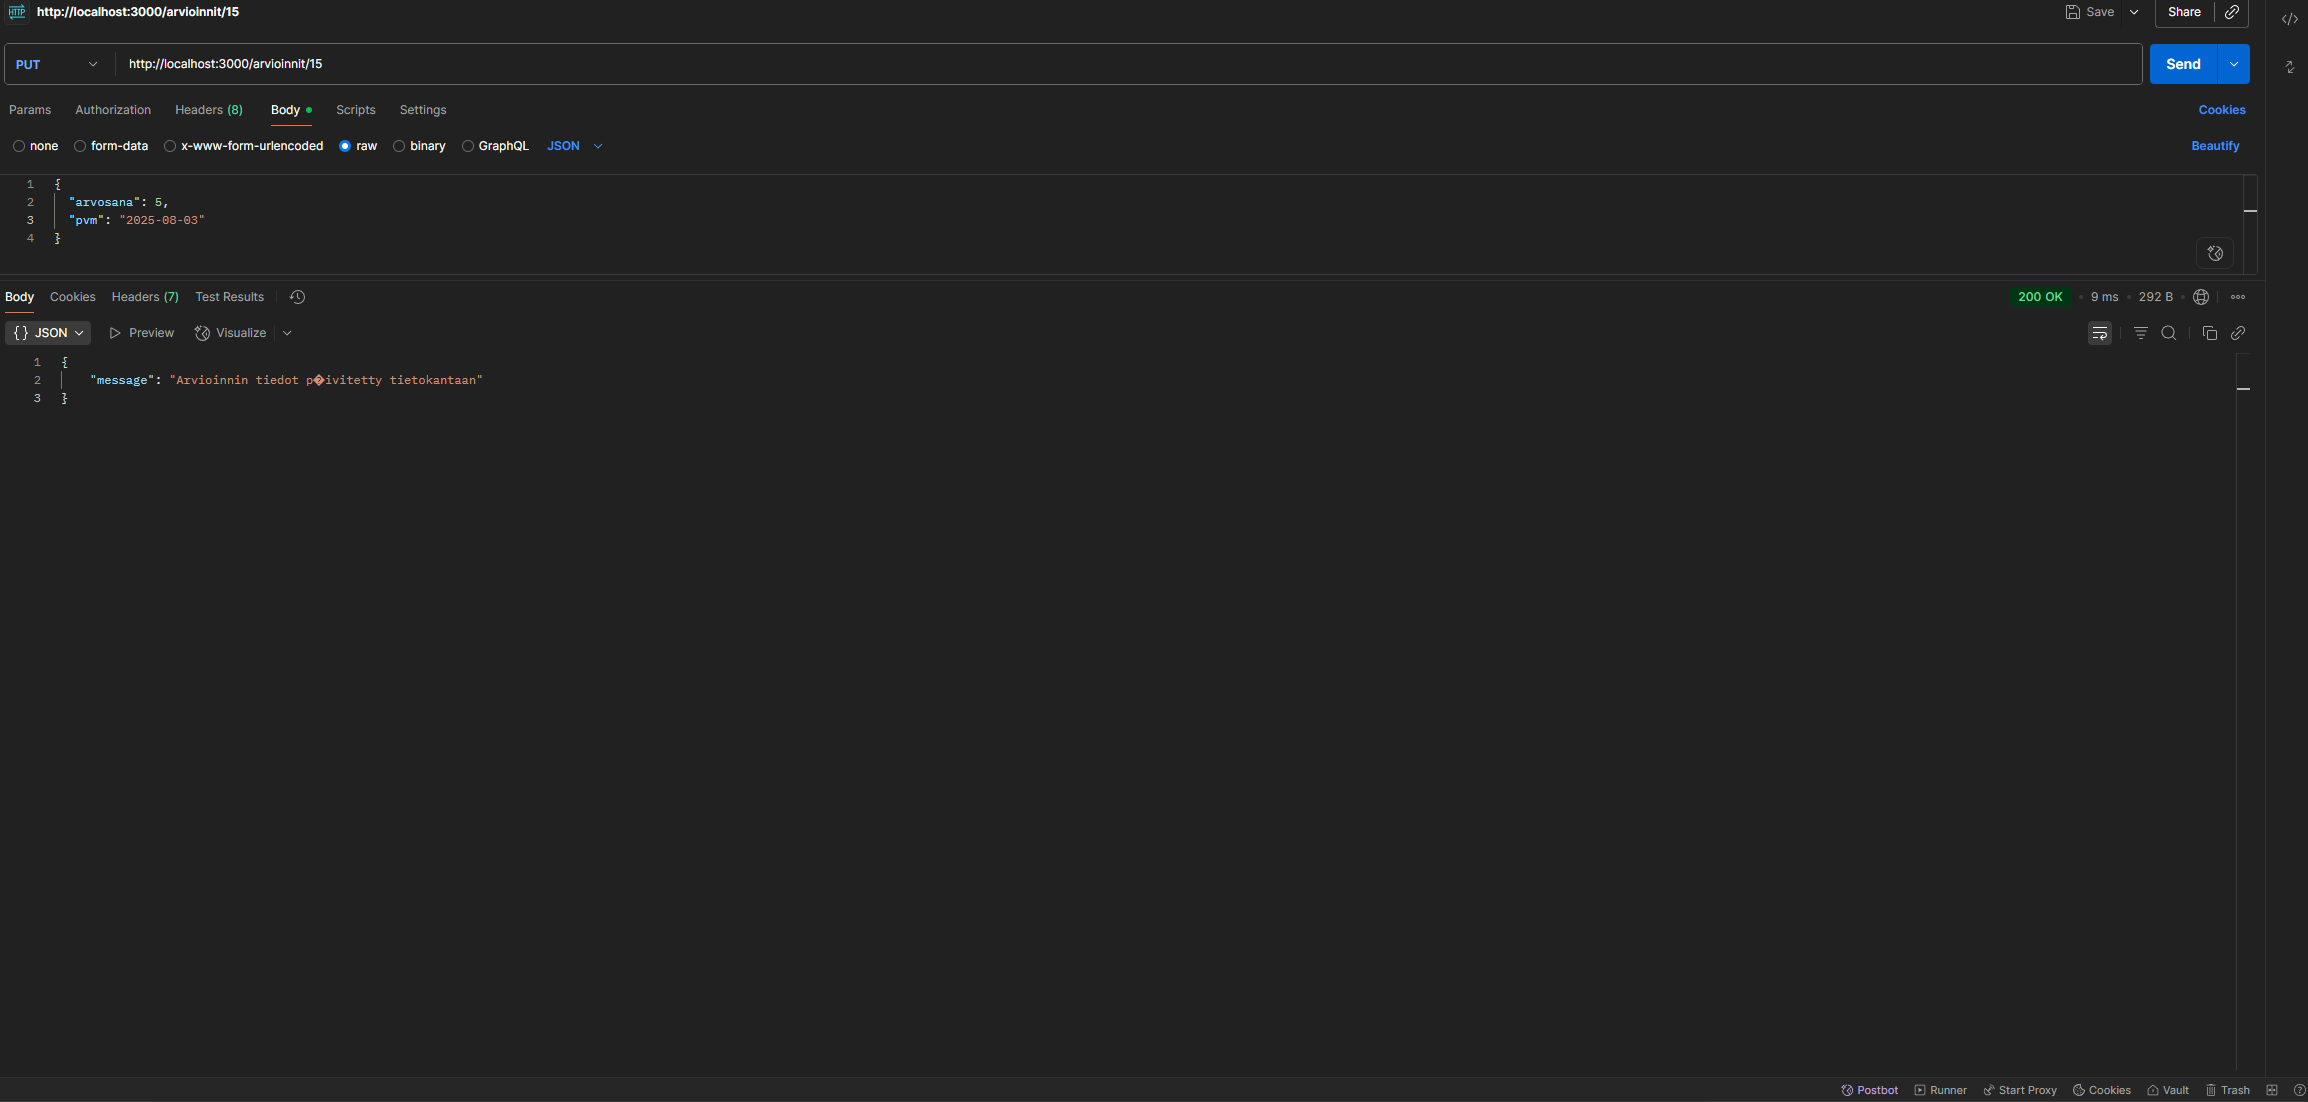 HTTP http://localhost:3000/arvioinnit/15 Save Share
PUT http://localhost:3000/arvioinnit/15 Send
Params Authorization Headers (8) Body Scripts Settings Cookies
none form-data x-www-form-urlencoded raw binary GraphQL JSON Beautify
1 {
2 "arvosana": 5,
3 "pvm": "2025-08-03"
4 }
Body Cookies Headers (7) Test Results 200 OK 9 ms 292 B
{} JSON Preview Visualize
1 {
2 "message": "Arvioinnin tiedot p�ivitetty tietokantaan"
3 }
Postbot Runner Start Proxy Cookies Vault Trash